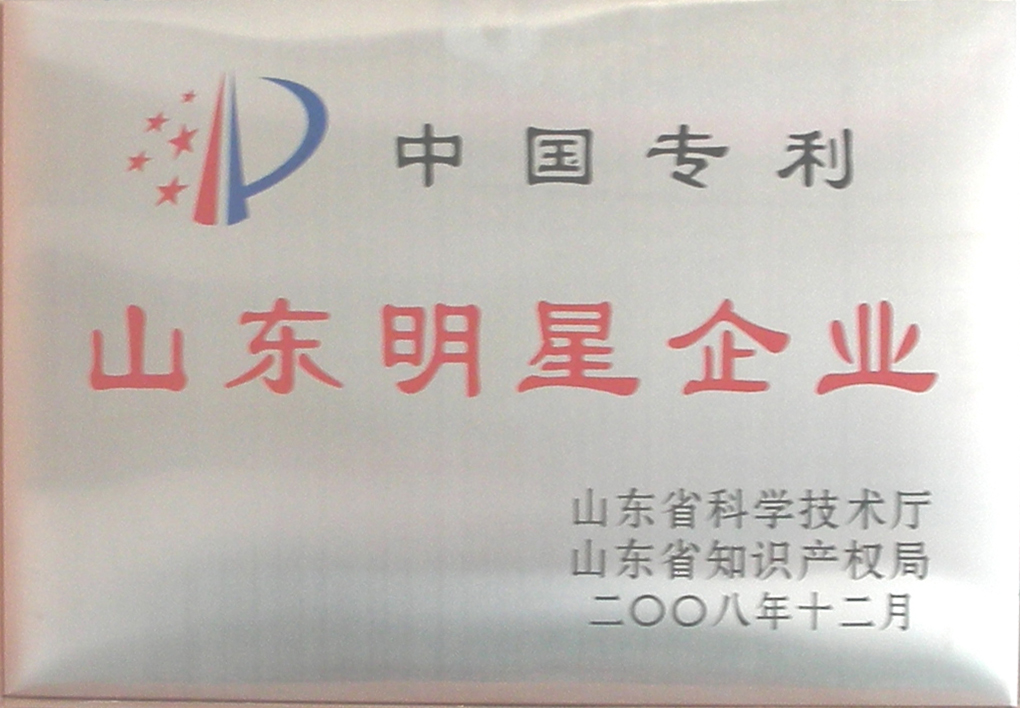 中国专利
山东明星企业
山东省科学技术厅
山东省知识产权局
二〇〇八年十二月